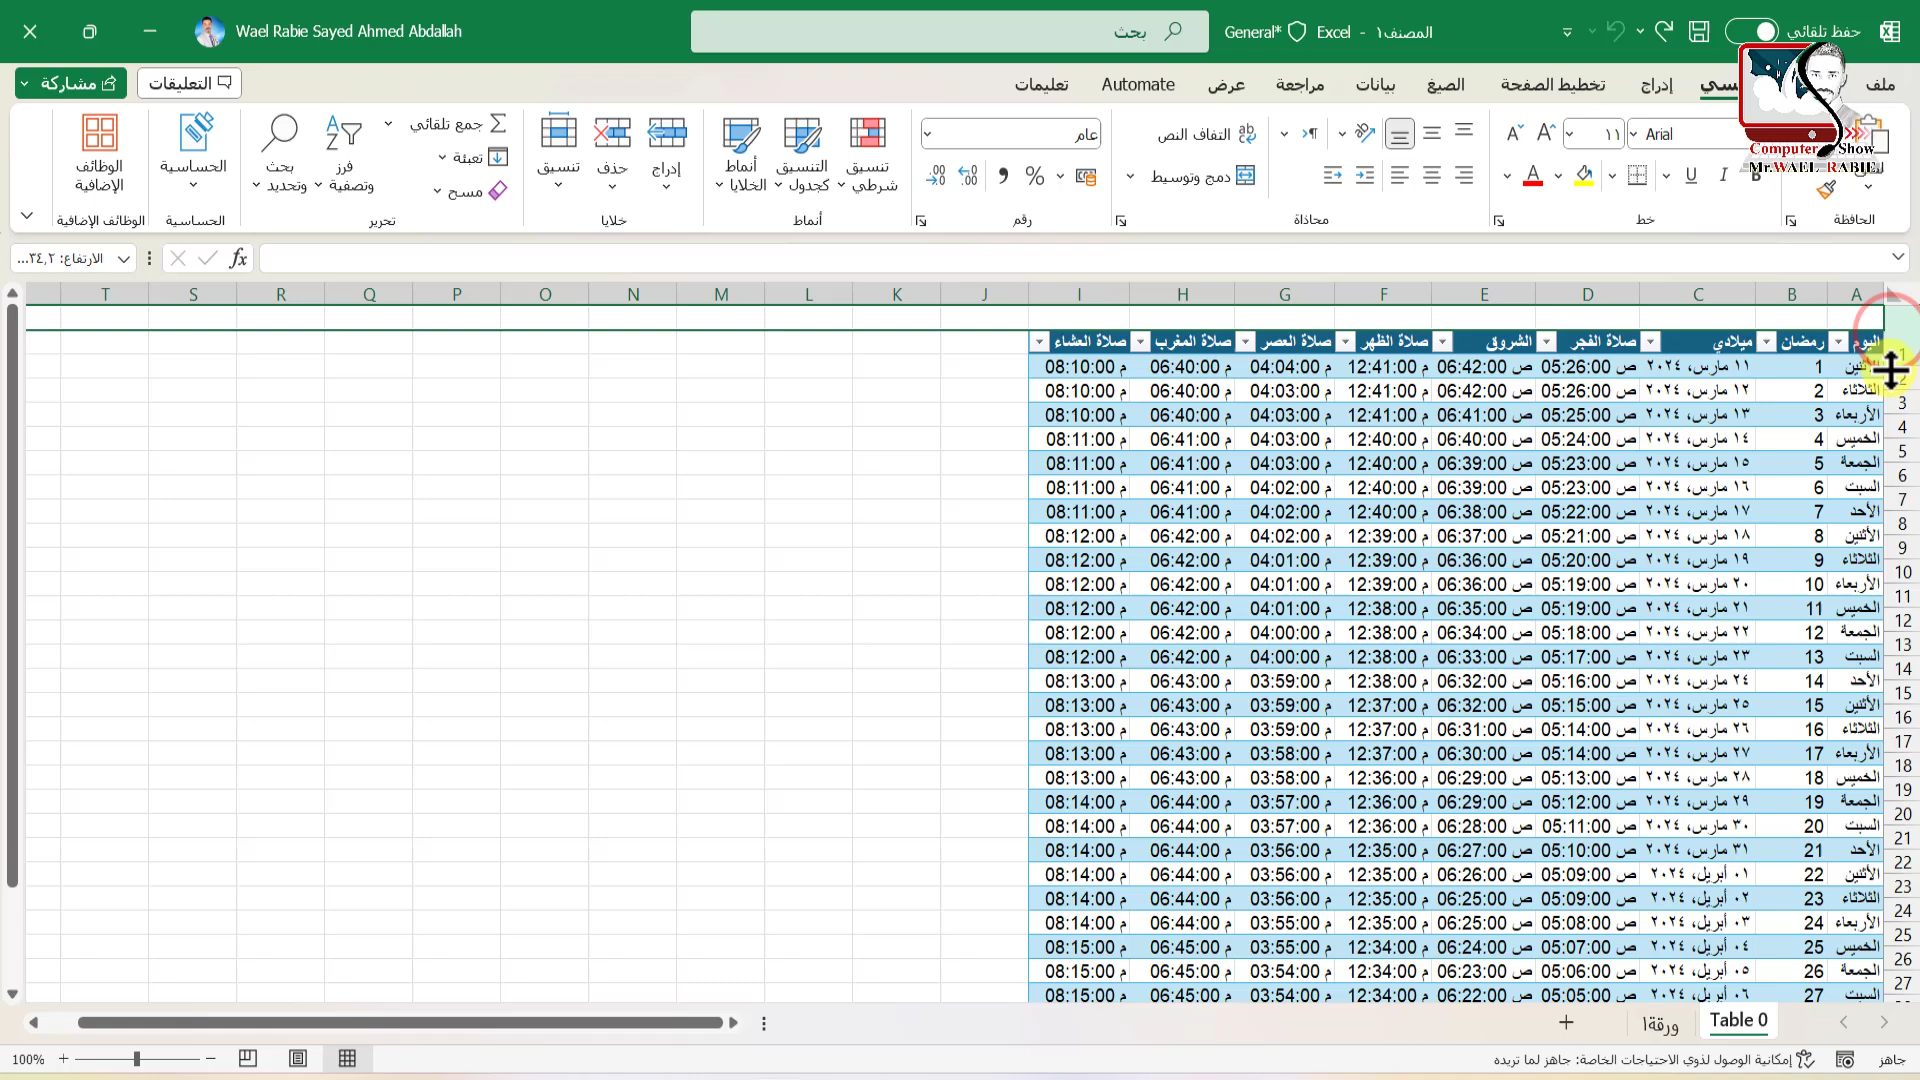 حفظ تلقائي المصنف١ - Excel General* بحث Wael Rabie Sayed Ahmed Abdallah
ملف إدراج تخطيط الصفحة الصيغ بيانات مراجعة عرض Automate تعليمات التعليقات مشاركة
Computer Show
Mr.WAEL RABIE
Arial ١١ التفاف النص عام
دمج وتوسيط
تنسيق شرطي التنسيق كجدول أنماط الخلايا إدراج حذف تنسيق جمع تلقائي تعبئة مسح فرز وتصفية بحث وتحديد الحساسية الوظائف الإضافية
الحافظة خط محاذاة رقم أنماط خلايا تحرير الحساسية الوظائف الإضافية
الارتفاع: ٣٤,٢... fx
A B C D E F G H I J K L M N O P Q R S T
اليوم رمضان ميلادي صلاة الفجر الشروق صلاة الظهر صلاة العصر صلاة المغرب صلاة العشاء
1 ١١ مارس، ٢٠٢٤ 05:26:00 ص 06:42:00 ص 12:41:00 م 04:04:00 م 06:40:00 م 08:10:00 م
الثلاثاء 2 ١٢ مارس، ٢٠٢٤ 05:26:00 ص 06:42:00 ص 12:41:00 م 04:03:00 م 06:40:00 م 08:10:00 م
3 الأربعاء 3 ١٣ مارس، ٢٠٢٤ 05:25:00 ص 06:41:00 ص 12:41:00 م 04:03:00 م 06:40:00 م 08:10:00 م
4 الخميس 4 ١٤ مارس، ٢٠٢٤ 05:24:00 ص 06:40:00 ص 12:40:00 م 04:03:00 م 06:41:00 م 08:11:00 م
5 الجمعة 5 ١٥ مارس، ٢٠٢٤ 05:23:00 ص 06:39:00 ص 12:40:00 م 04:03:00 م 06:41:00 م 08:11:00 م
6 السبت 6 ١٦ مارس، ٢٠٢٤ 05:23:00 ص 06:39:00 ص 12:40:00 م 04:02:00 م 06:41:00 م 08:11:00 م
7 الأحد 7 ١٧ مارس، ٢٠٢٤ 05:22:00 ص 06:38:00 ص 12:40:00 م 04:02:00 م 06:41:00 م 08:11:00 م
8 الأثنين 8 ١٨ مارس، ٢٠٢٤ 05:21:00 ص 06:37:00 ص 12:39:00 م 04:02:00 م 06:42:00 م 08:12:00 م
9 الثلاثاء 9 ١٩ مارس، ٢٠٢٤ 05:20:00 ص 06:36:00 ص 12:39:00 م 04:01:00 م 06:42:00 م 08:12:00 م
10 الأربعاء 10 ٢٠ مارس، ٢٠٢٤ 05:19:00 ص 06:36:00 ص 12:39:00 م 04:01:00 م 06:42:00 م 08:12:00 م
11 الخميس 11 ٢١ مارس، ٢٠٢٤ 05:19:00 ص 06:35:00 ص 12:38:00 م 04:01:00 م 06:42:00 م 08:12:00 م
12 الجمعة 12 ٢٢ مارس، ٢٠٢٤ 05:18:00 ص 06:34:00 ص 12:38:00 م 04:00:00 م 06:42:00 م 08:12:00 م
13 السبت 13 ٢٣ مارس، ٢٠٢٤ 05:17:00 ص 06:33:00 ص 12:38:00 م 04:00:00 م 06:42:00 م 08:12:00 م
14 الأحد 14 ٢٤ مارس، ٢٠٢٤ 05:16:00 ص 06:32:00 ص 12:38:00 م 03:59:00 م 06:43:00 م 08:13:00 م
15 الأثنين 15 ٢٥ مارس، ٢٠٢٤ 05:15:00 ص 06:32:00 ص 12:37:00 م 03:59:00 م 06:43:00 م 08:13:00 م
16 الثلاثاء 16 ٢٦ مارس، ٢٠٢٤ 05:14:00 ص 06:31:00 ص 12:37:00 م 03:59:00 م 06:43:00 م 08:13:00 م
17 الأربعاء 17 ٢٧ مارس، ٢٠٢٤ 05:14:00 ص 06:30:00 ص 12:37:00 م 03:58:00 م 06:43:00 م 08:13:00 م
18 الخميس 18 ٢٨ مارس، ٢٠٢٤ 05:13:00 ص 06:29:00 ص 12:36:00 م 03:58:00 م 06:43:00 م 08:13:00 م
19 الجمعة 19 ٢٩ مارس، ٢٠٢٤ 05:12:00 ص 06:29:00 ص 12:36:00 م 03:57:00 م 06:44:00 م 08:14:00 م
20 السبت 20 ٣٠ مارس، ٢٠٢٤ 05:11:00 ص 06:28:00 ص 12:36:00 م 03:57:00 م 06:44:00 م 08:14:00 م
21 الأحد 21 ٣١ مارس، ٢٠٢٤ 05:10:00 ص 06:27:00 ص 12:35:00 م 03:56:00 م 06:44:00 م 08:14:00 م
22 الأثنين 22 ٠١ أبريل، ٢٠٢٤ 05:09:00 ص 06:26:00 ص 12:35:00 م 03:56:00 م 06:44:00 م 08:14:00 م
23 الثلاثاء 23 ٠٢ أبريل، ٢٠٢٤ 05:09:00 ص 06:25:00 ص 12:35:00 م 03:55:00 م 06:44:00 م 08:14:00 م
24 الأربعاء 24 ٠٣ أبريل، ٢٠٢٤ 05:08:00 ص 06:25:00 ص 12:35:00 م 03:55:00 م 06:44:00 م 08:14:00 م
25 الخميس 25 ٠٤ أبريل، ٢٠٢٤ 05:07:00 ص 06:24:00 ص 12:34:00 م 03:55:00 م 06:45:00 م 08:15:00 م
26 الجمعة 26 ٠٥ أبريل، ٢٠٢٤ 05:06:00 ص 06:23:00 ص 12:34:00 م 03:54:00 م 06:45:00 م 08:15:00 م
27 السبت 27 ٠٦ أبريل، ٢٠٢٤ 05:05:00 ص 06:22:00 ص 12:34:00 م 03:54:00 م 06:45:00 م 08:15:00 م
Table 0 ورقة١
جاهز إمكانية الوصول لذوي الاحتياجات الخاصة: جاهز لما تريده 100%